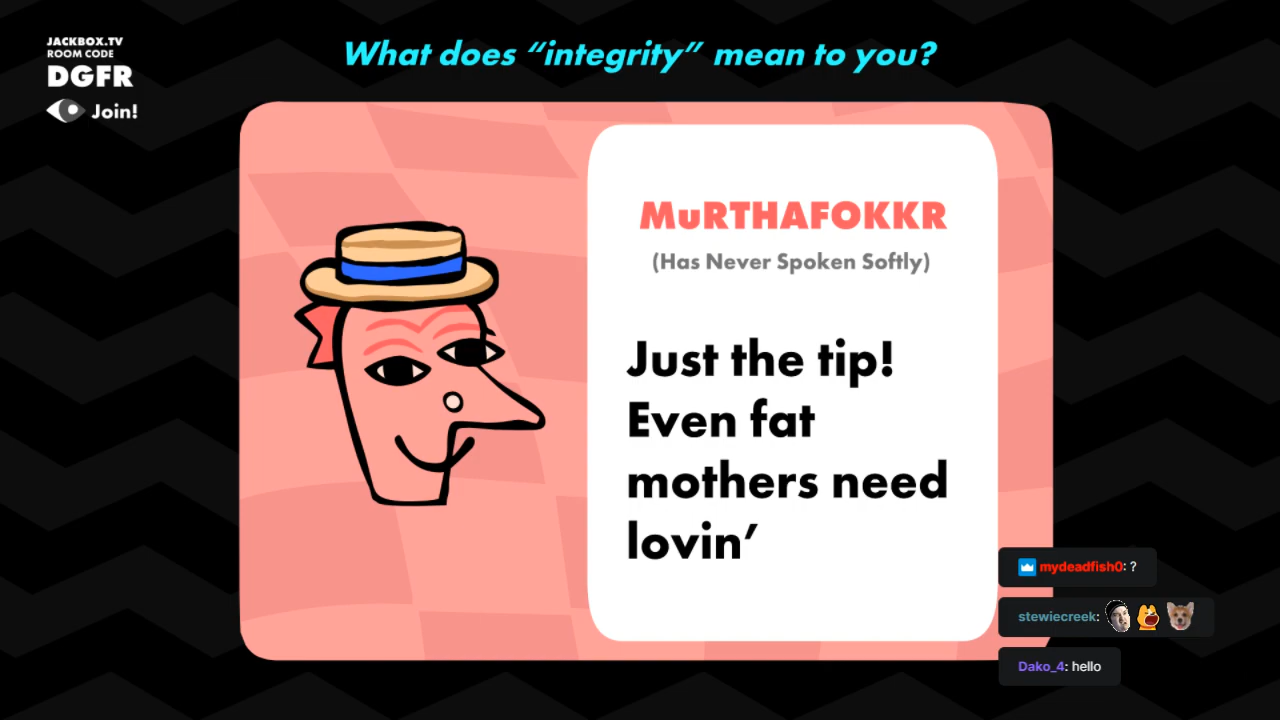 JACKBOX.TV
ROOM CODE
DGFR
Join!
What does “integrity” mean to you?
MuRTHAFOKKR
(Has Never Spoken Softly)
Just the tip!
Even fat
mothers need
lovin’
mydeadfish0: ?
stewiecreek:
Dako_4: hello